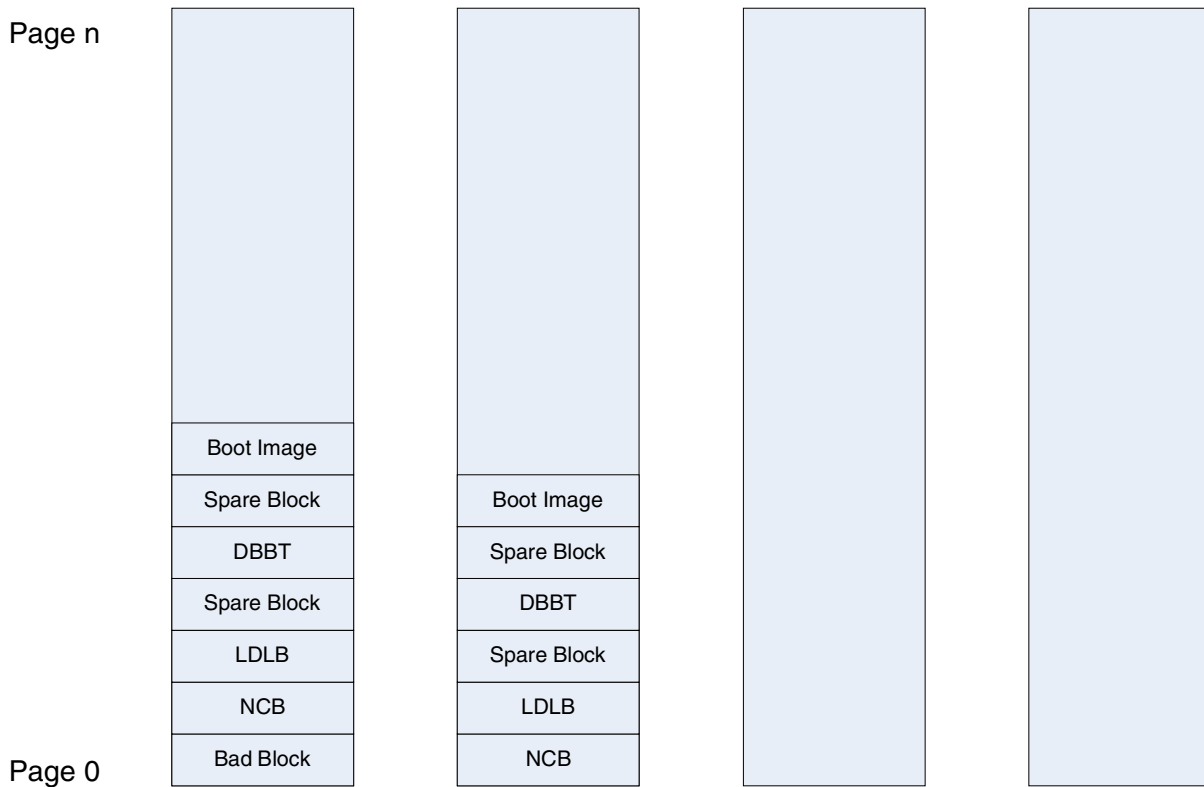 Page n
Boot Image
Spare Block
DBBT
Spare Block
LDLB
NCB
Bad Block
Boot Image
Spare Block
DBBT
Spare Block
LDLB
NCB
Page 0